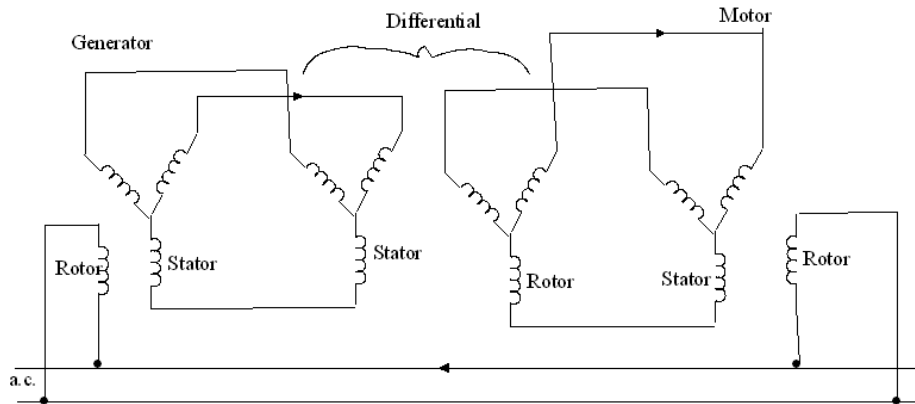 Differential
Motor
Generator
Rotor
Stator
Stator
Rotor
Stator
Rotor
a.c.